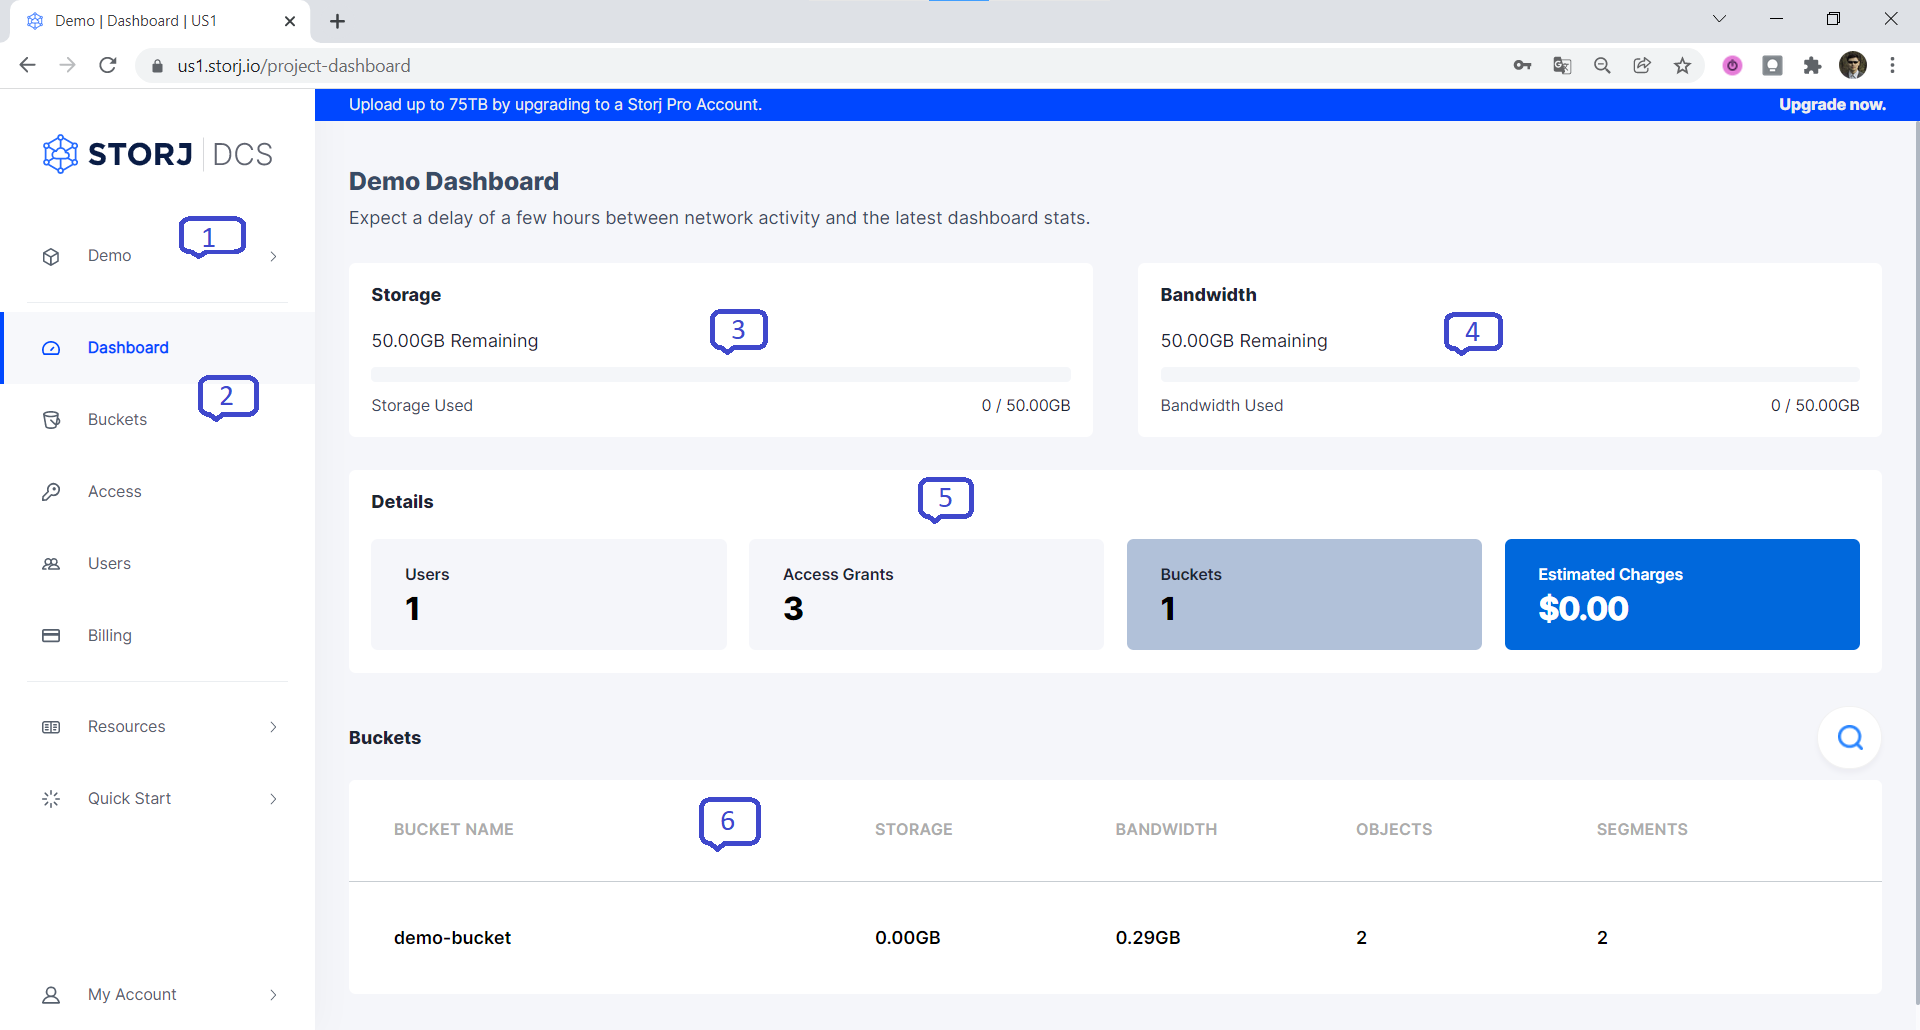 Demo | Dashboard | US1
us1.storj.io/project-dashboard
Upload up to 75TB by upgrading to a Storj Pro Account. Upgrade now.
STORJ DCS
1
Demo
Dashboard
2
Buckets
Access
Users
Billing
Resources
Quick Start
My Account
Demo Dashboard
Expect a delay of a few hours between network activity and the latest dashboard stats.
Storage
3
50.00GB Remaining
Storage Used 0 / 50.00GB
Bandwidth
4
50.00GB Remaining
Bandwidth Used 0 / 50.00GB
Details
5
Users
1
Access Grants
3
Buckets
1
Estimated Charges
$0.00
Buckets
6
BUCKET NAME STORAGE BANDWIDTH OBJECTS SEGMENTS
demo-bucket 0.00GB 0.29GB 2 2